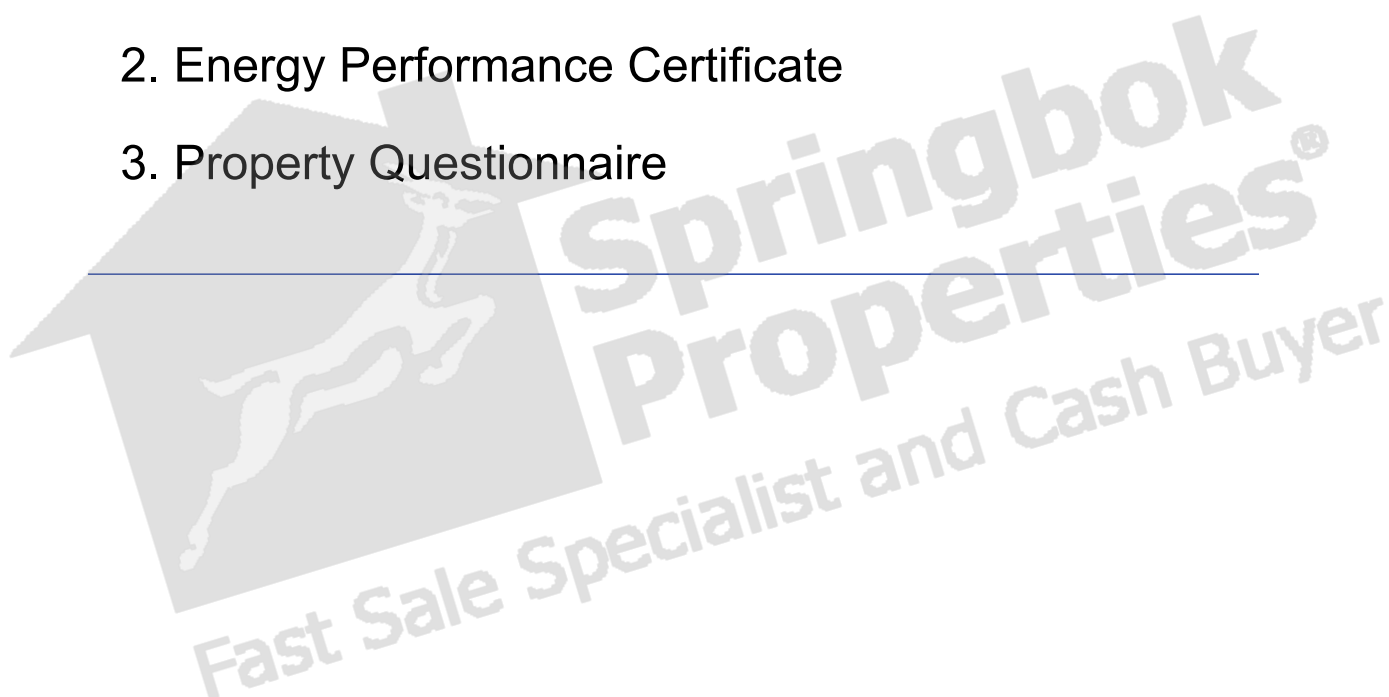 2. Energy Performance Certificate
3. Property Questionnaire
Springbok
Properties®
Fast Sale Specialist and Cash Buyer